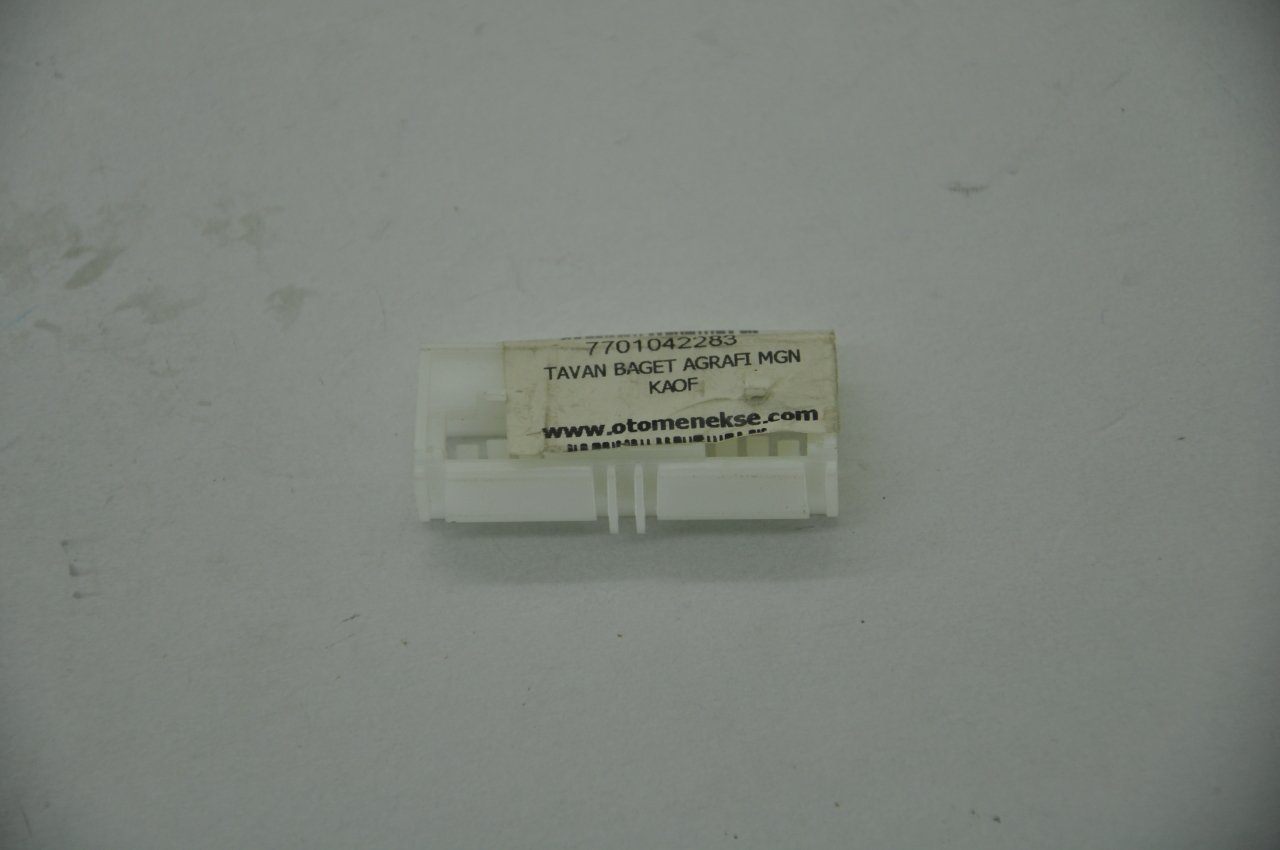 7701042283
TAVAN BAGET AGRAFI MGN
KAOF
www.otomenekse.com